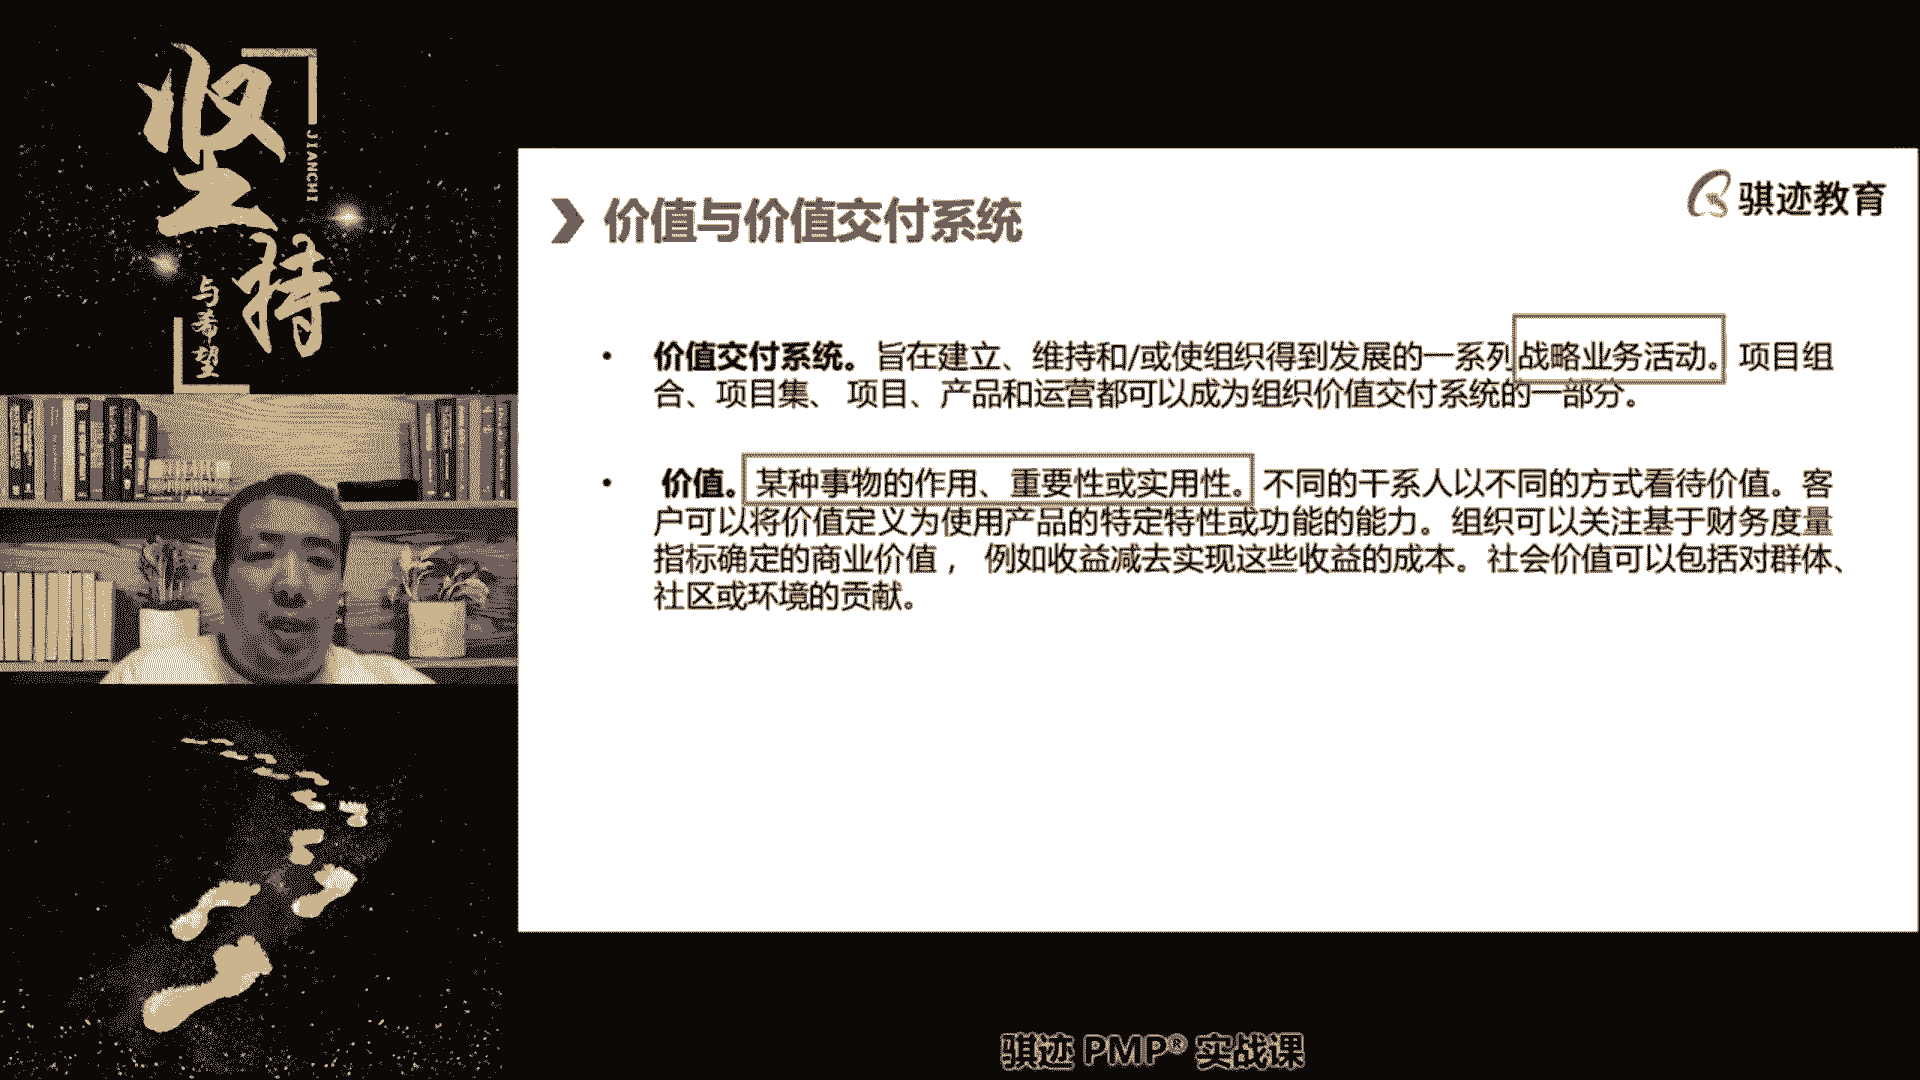 坚持
JIANCHI
与希望
骐迹教育
价值与价值交付系统
• 价值交付系统。旨在建立、维持和/或使组织得到发展的一系列战略业务活动。 项目组
合、项目集、 项目、产品和运营都可以成为组织价值交付系统的一部分。
• 价值。某种事物的作用、重要性或实用性。不同的干系人以不同的方式看待价值。客
户可以将价值定义为使用产品的特定特性或功能的能力。组织可以关注基于财务度量
指标确定的商业价值， 例如收益减去实现这些收益的成本。社会价值可以包括对群体、
社区或环境的贡献。
骐迹 PMP® 实战课